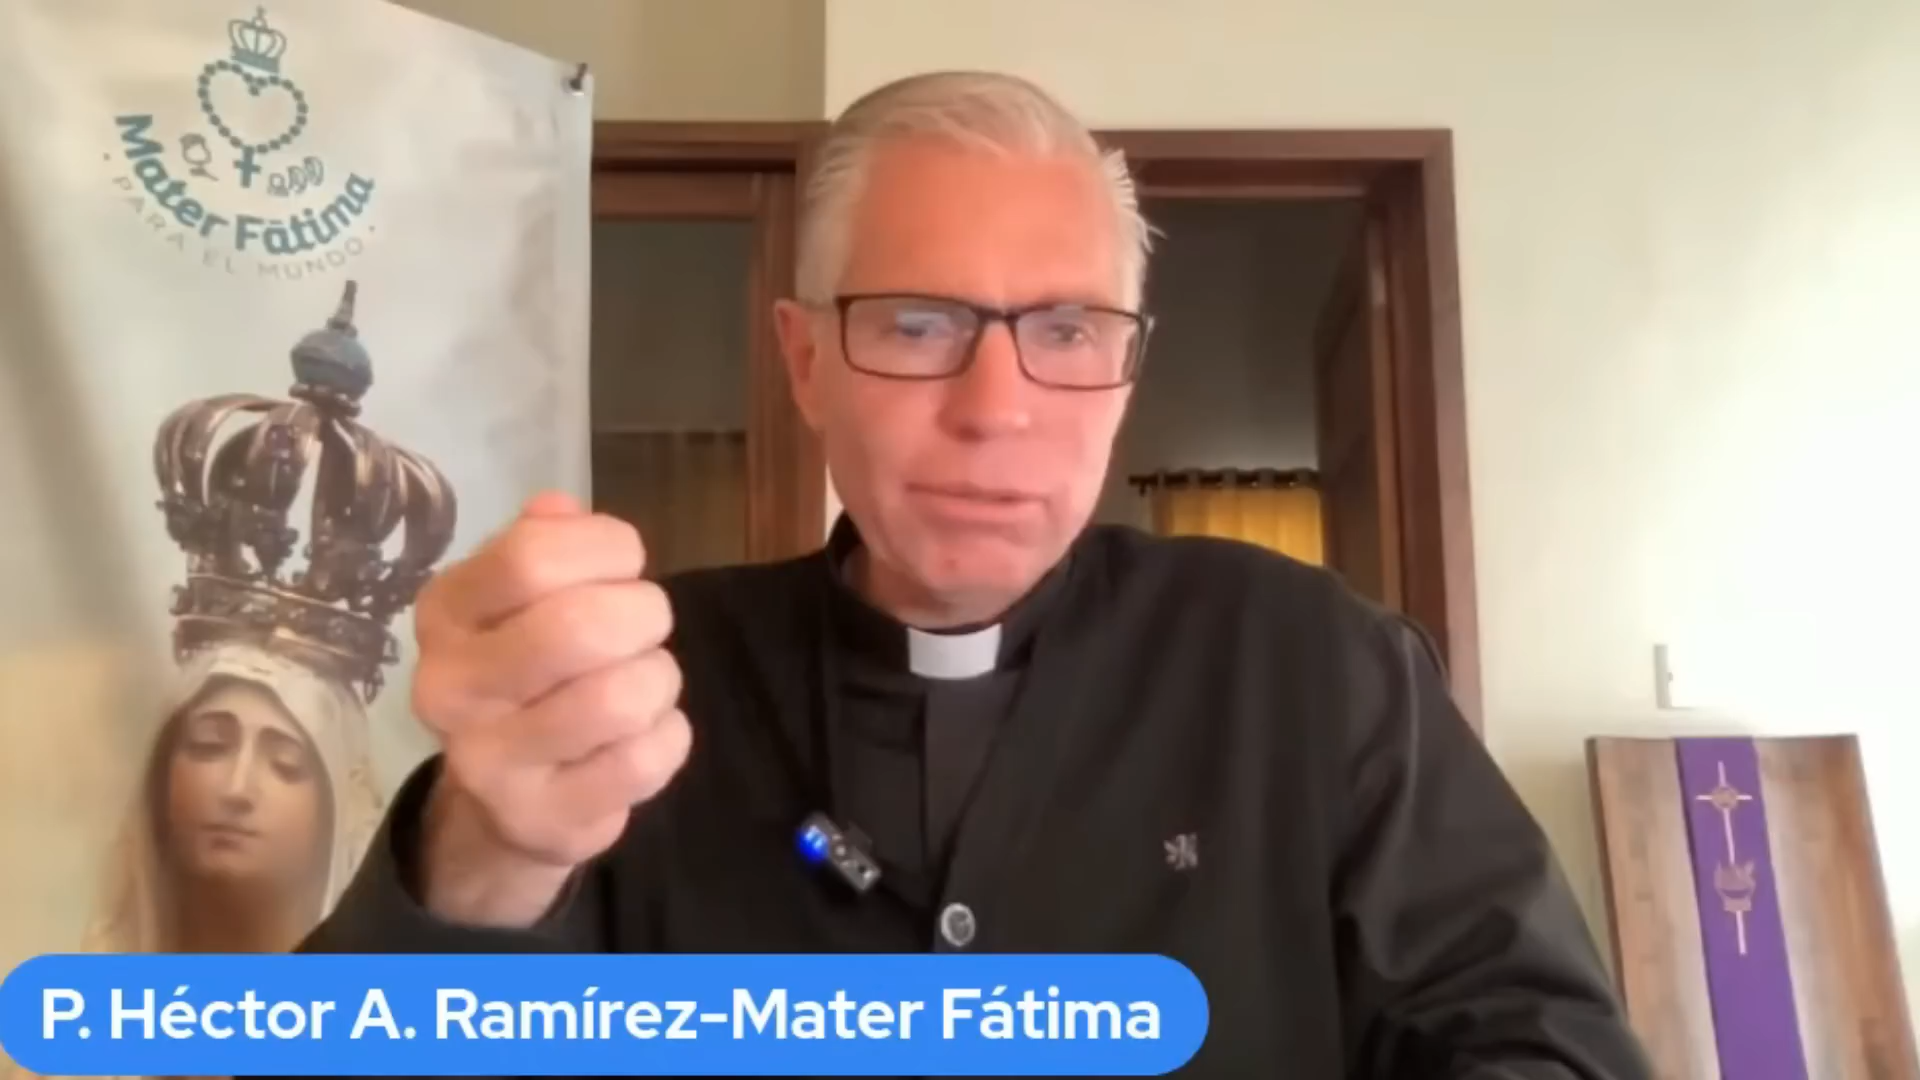 Mater Fátima
• PARA EL MUNDO •
P. Héctor A. Ramírez-Mater Fátima